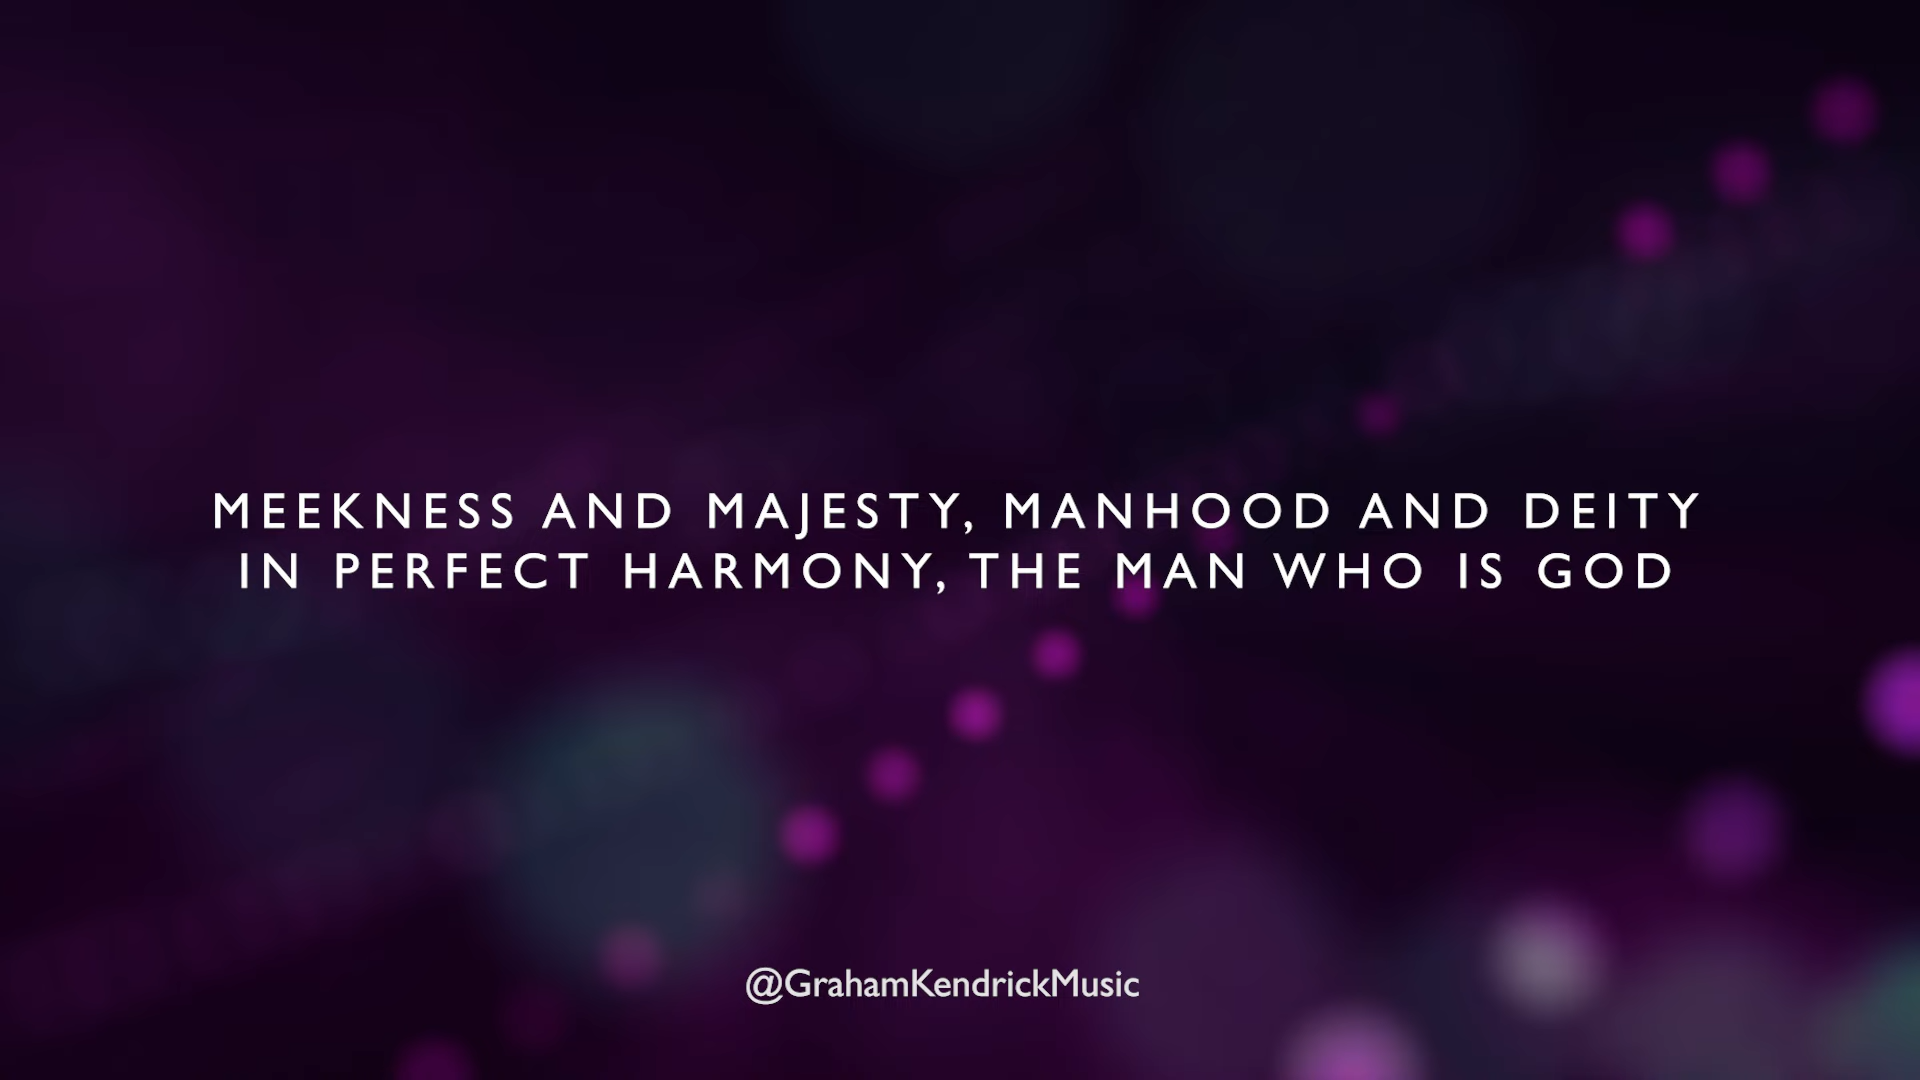 MEEKNESS AND MAJESTY, MANHOOD AND DEITY
IN PERFECT HARMONY, THE MAN WHO IS GOD
@GrahamKendrickMusic